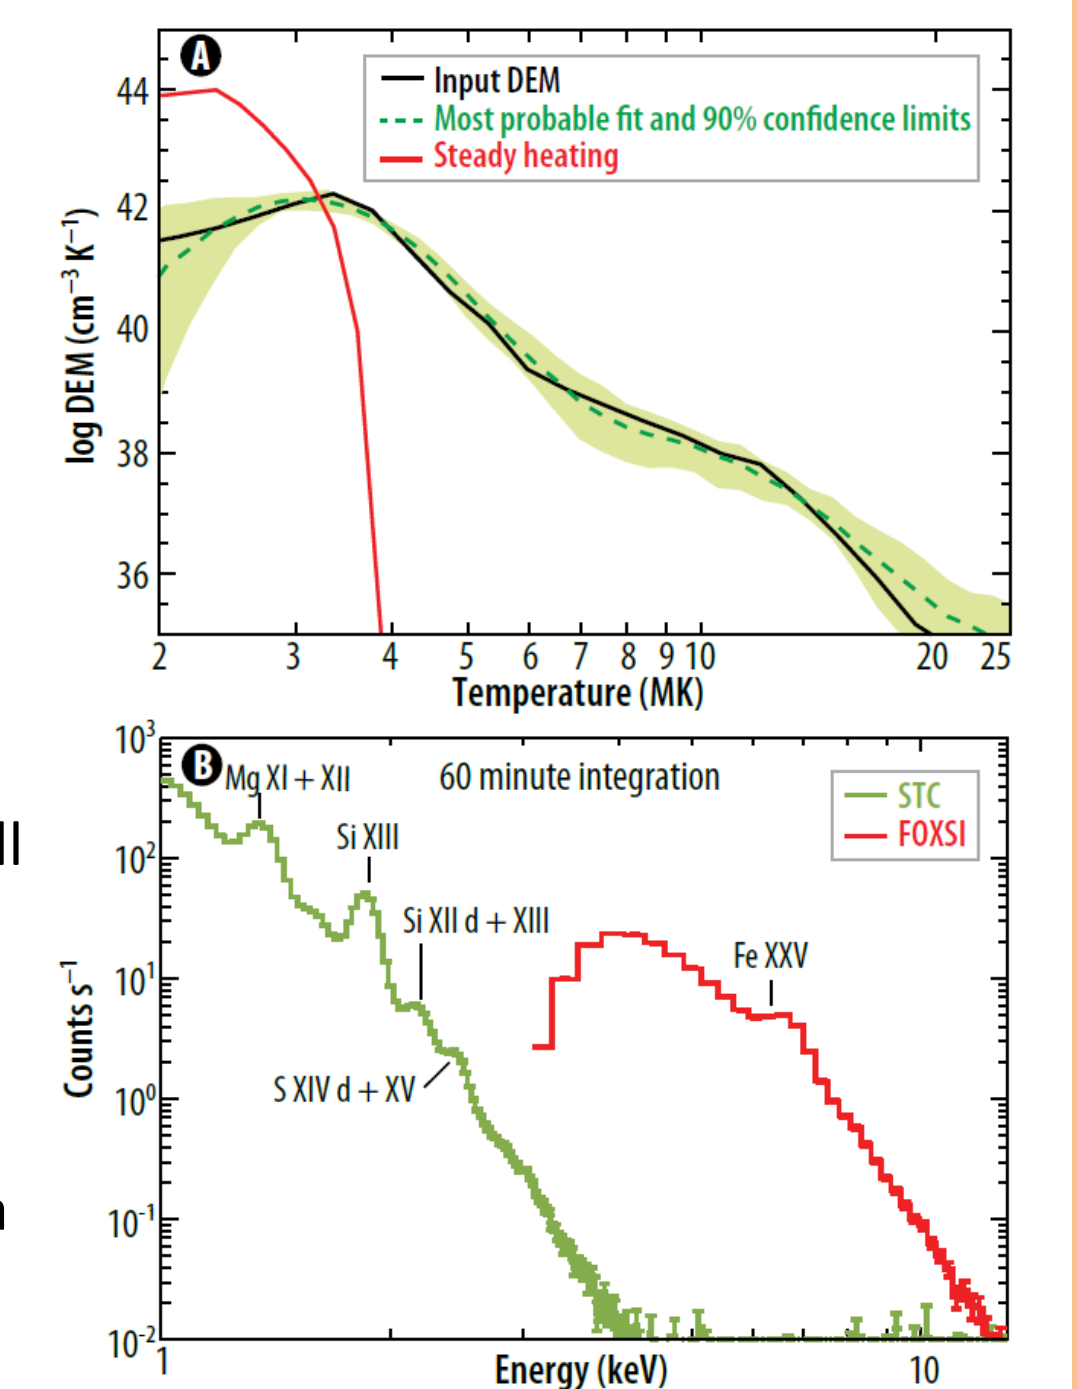 A
Input DEM
Most probable fit and 90% confidence limits
Steady heating
log DEM (cm⁻³ K⁻¹)
44
42
40
38
36
2 3 4 5 6 7 8 9 10 20 25
Temperature (MK)
B
Mg XI + XII
60 minute integration
STC
FOXSI
Si XIII
Si XII d + XIII
Fe XXV
S XIV d + XV
Counts s⁻¹
10³
10²
10¹
10⁰
10⁻¹
10⁻²
1 10
Energy (keV)